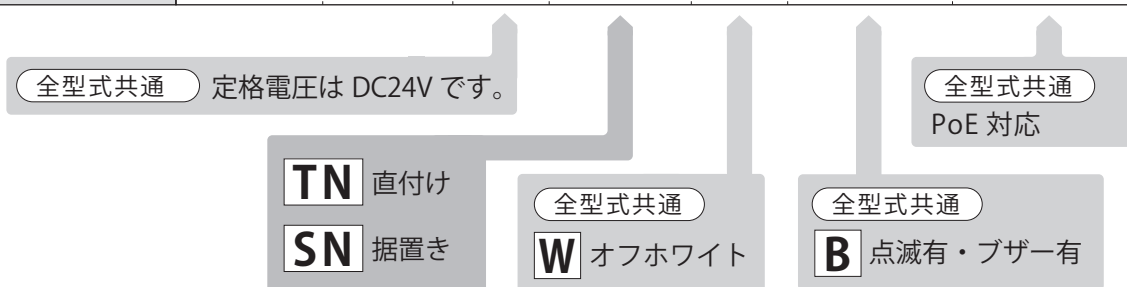 全型式共通 定格電圧は DC24V です。
全型式共通
PoE 対応
TN 直付け
SN 据置き
全型式共通
W オフホワイト
全型式共通
B 点滅有・ブザー有